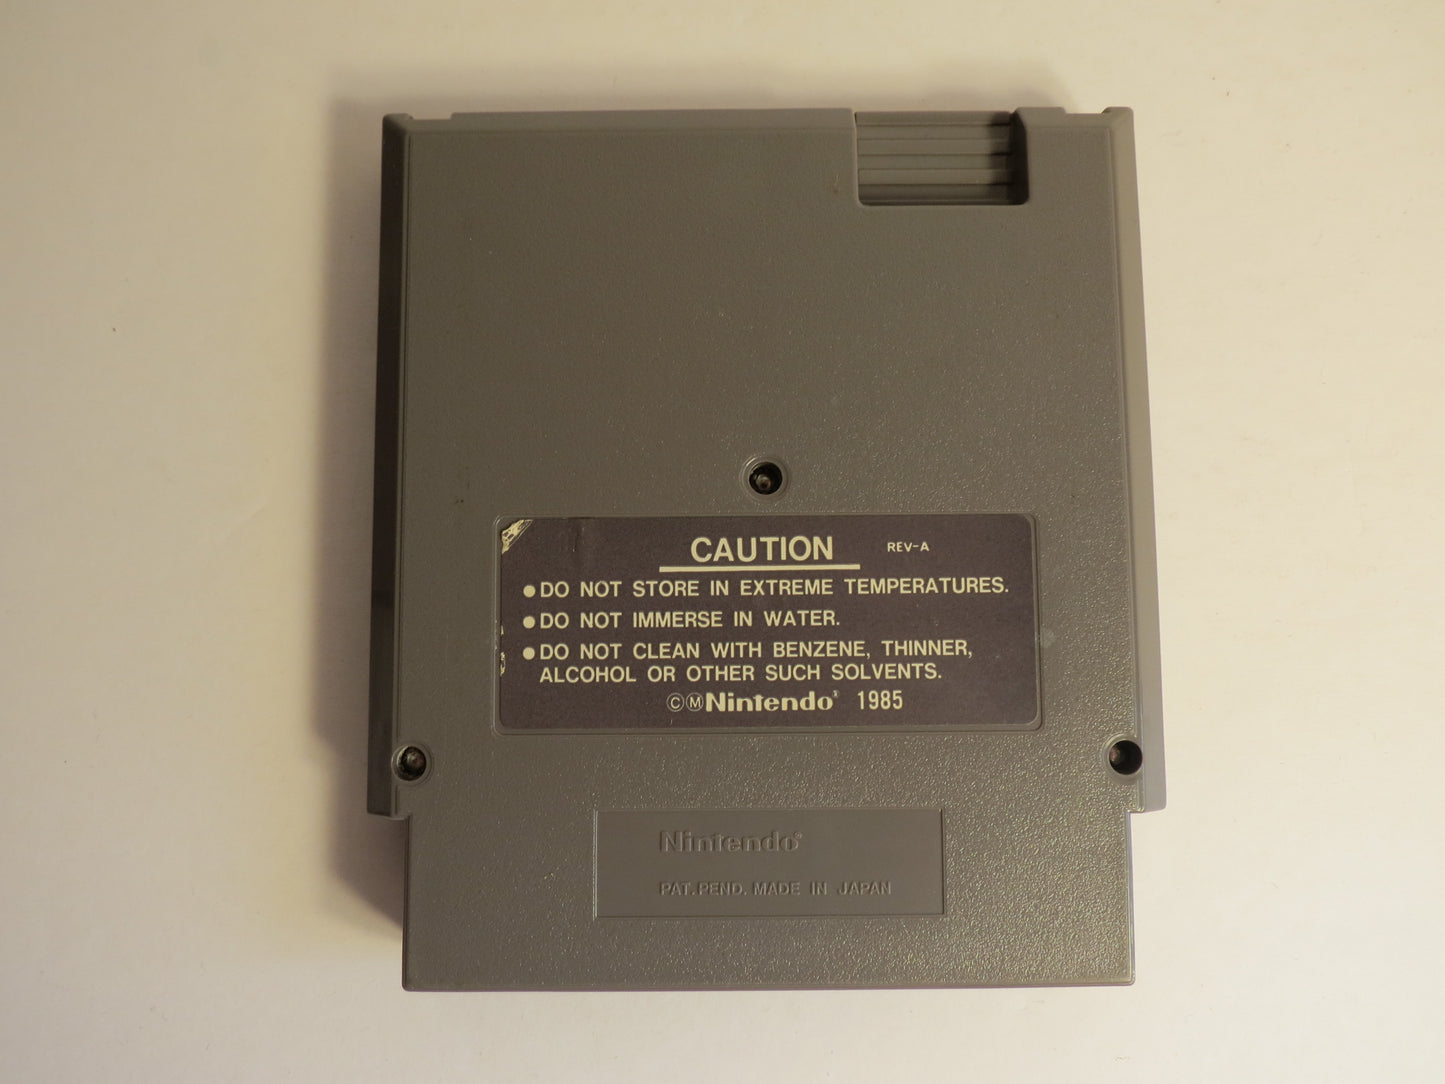 CAUTION REV-A
●DO NOT STORE IN EXTREME TEMPERATURES.
●DO NOT IMMERSE IN WATER.
●DO NOT CLEAN WITH BENZENE, THINNER,
ALCOHOL OR OTHER SUCH SOLVENTS.
ⒸⓂNintendo® 1985
Nintendo®
PAT. PEND. MADE IN JAPAN